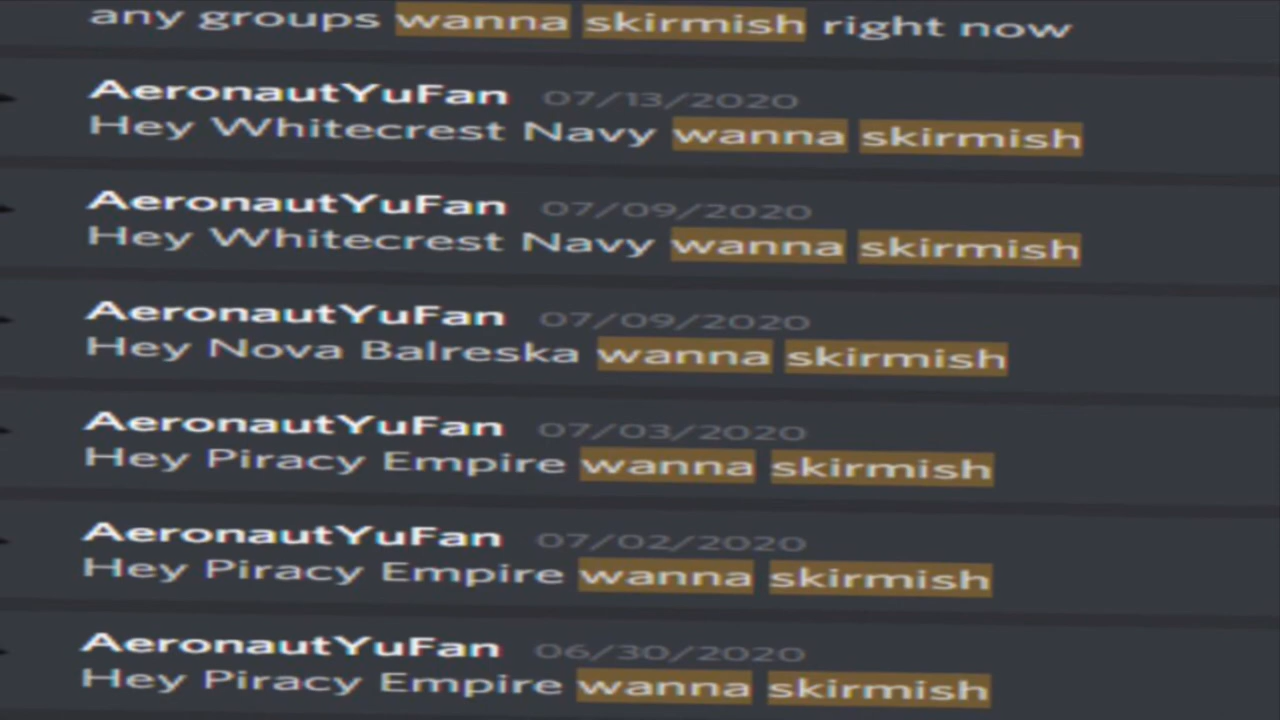 any groups wanna skirmish right now
AeronautYuFan 07/13/2020
Hey Whitecrest Navy wanna skirmish
AeronautYuFan 07/09/2020
Hey Whitecrest Navy wanna skirmish
AeronautYuFan 07/09/2020
Hey Nova Balreska wanna skirmish
AeronautYuFan 07/03/2020
Hey Piracy Empire wanna skirmish
AeronautYuFan 07/02/2020
Hey Piracy Empire wanna skirmish
AeronautYuFan 06/30/2020
Hey Piracy Empire wanna skirmish